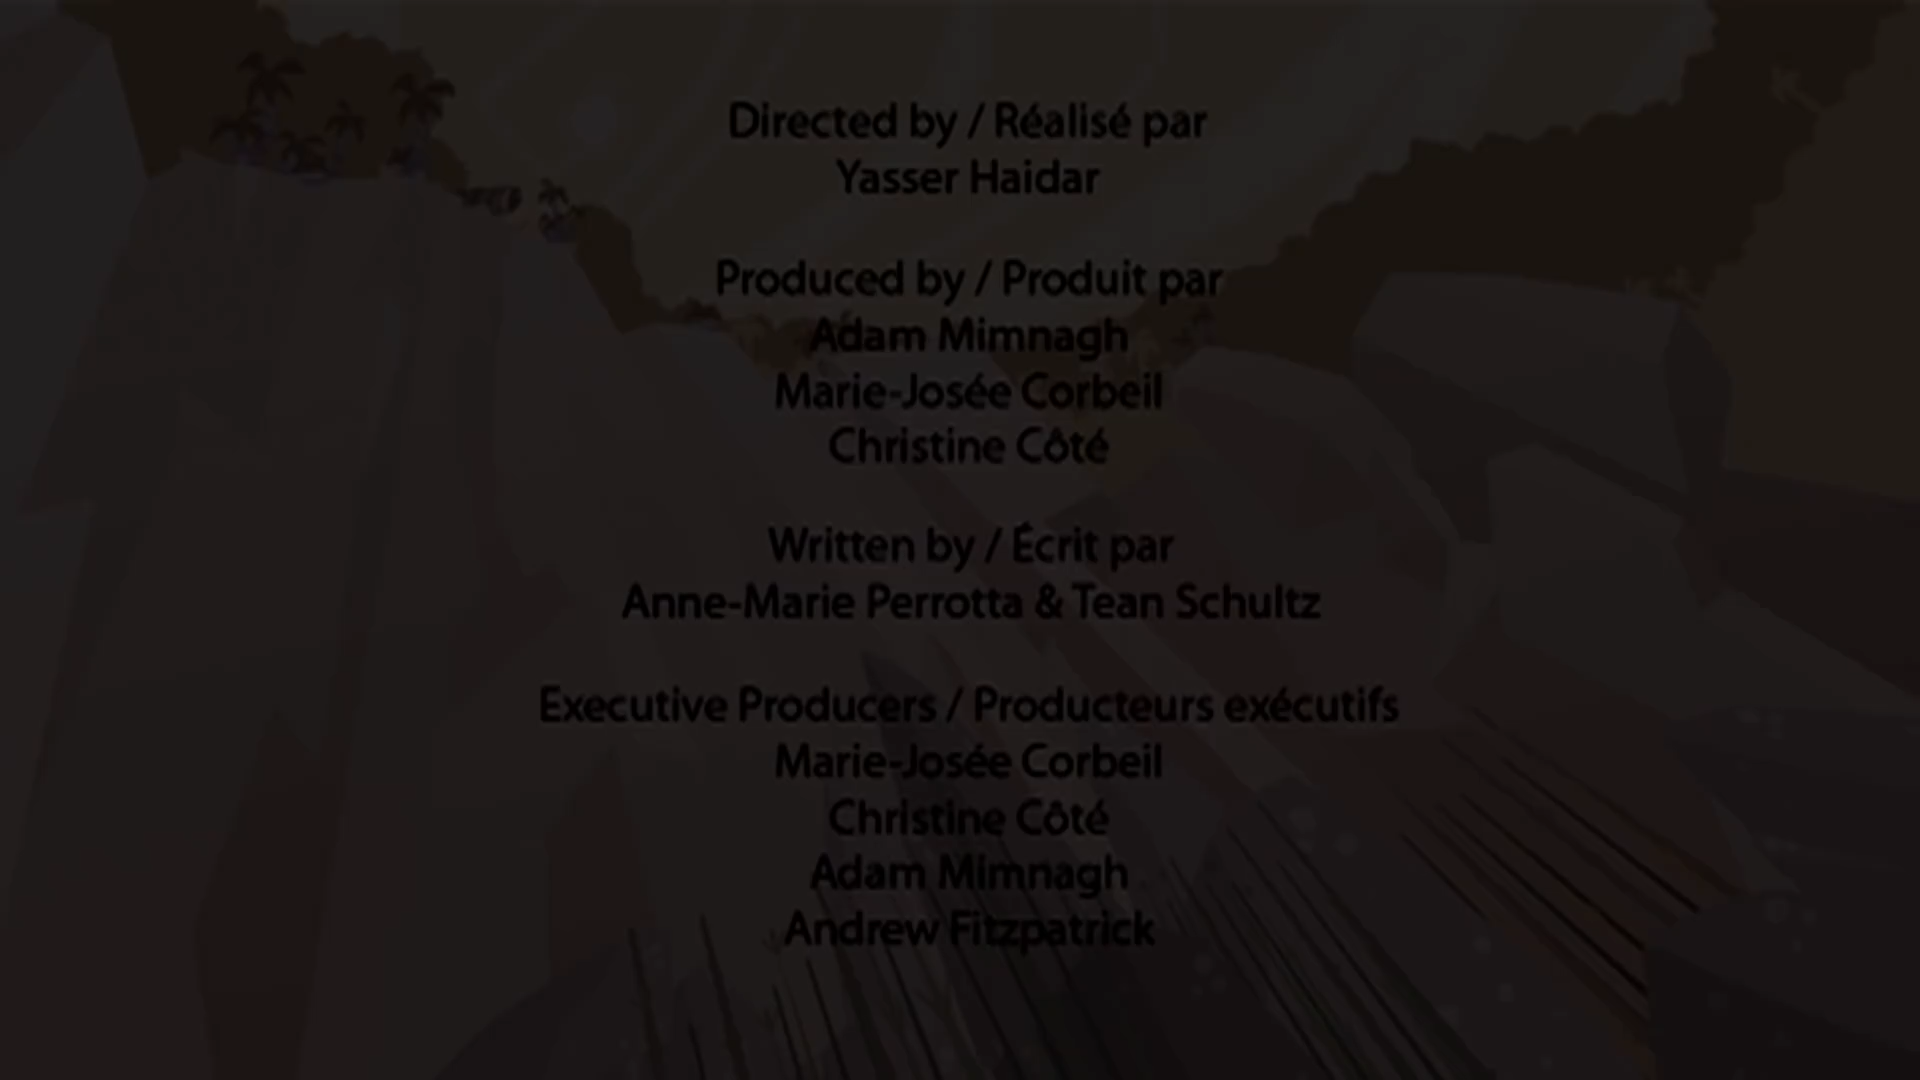 Directed by / Réalisé par
Yasser Haidar
Produced by / Produit par
Adam Mimnagh
Marie-Josée Corbeil
Christine Côté
Written by / Écrit par
Anne-Marie Perrotta & Tean Schultz
Executive Producers / Producteurs exécutifs
Marie-Josée Corbeil
Christine Côté
Adam Mimnagh
Andrew Fitzpatrick